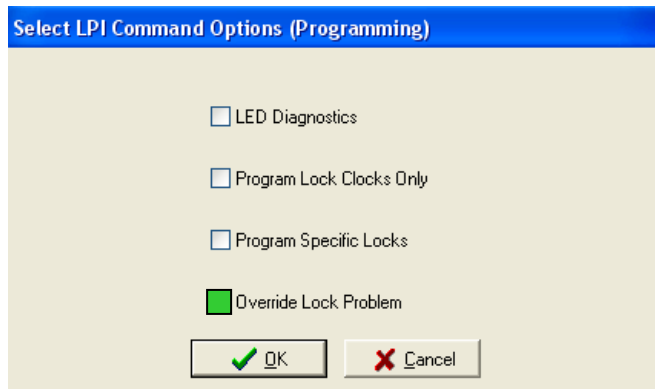 Select LPI Command Options (Programming)
LED Diagnostics
Program Lock Clocks Only
Program Specific Locks
Override Lock Problem
OK Cancel